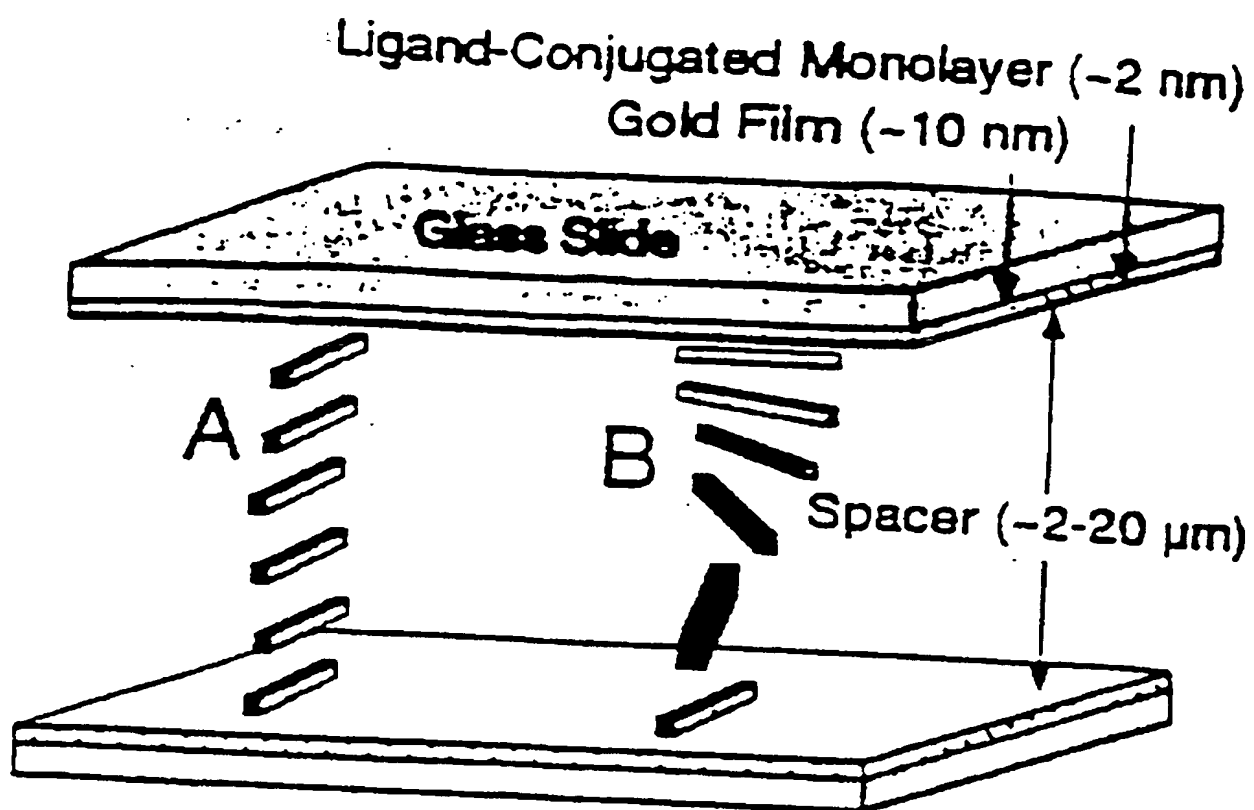 Ligand-Conjugated Monolayer (~2 nm)
Gold Film (~10 nm)
Glass Slide
A
B
Spacer (~2-20 µm)